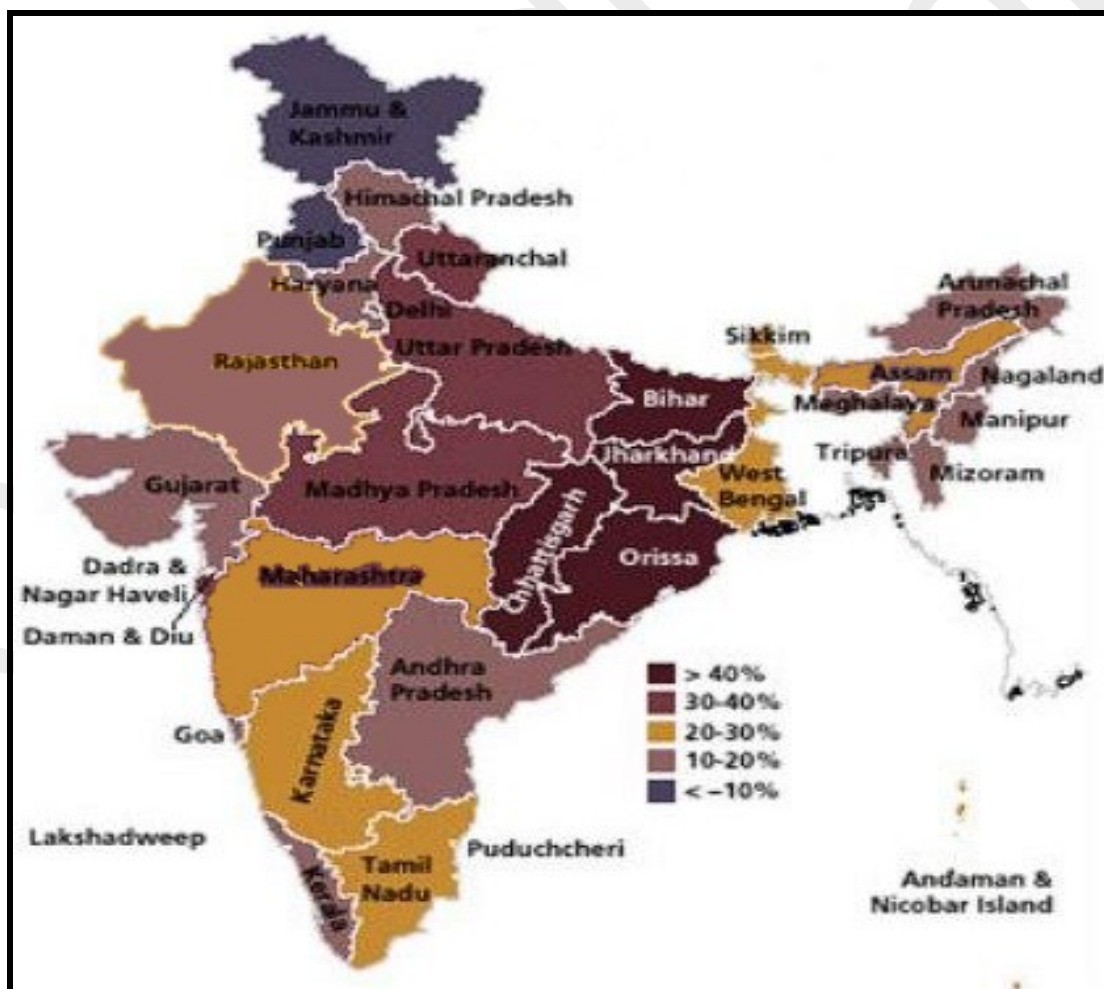 Jammu &
Kashmir
Himachal Pradesh
Punjab
Uttaranchal
Haryana
Delhi
Arunachal
Pradesh
Sikkim
Uttar Pradesh
Rajasthan
Assam
Nagaland
Bihar
Meghalaya
Manipur
Jharkhand
Tripura
Mizoram
West
Bengal
Gujarat
Madhya Pradesh
Chhattisgarh
Orissa
Dadra &
Nagar Haveli
Maharashtra
Daman & Diu
Andhra
Pradesh
> 40%
30-40%
20-30%
10-20%
< –10%
Goa
Karnataka
Lakshadweep
Puduchcheri
Tamil
Nadu
Kerala
Andaman &
Nicobar Island